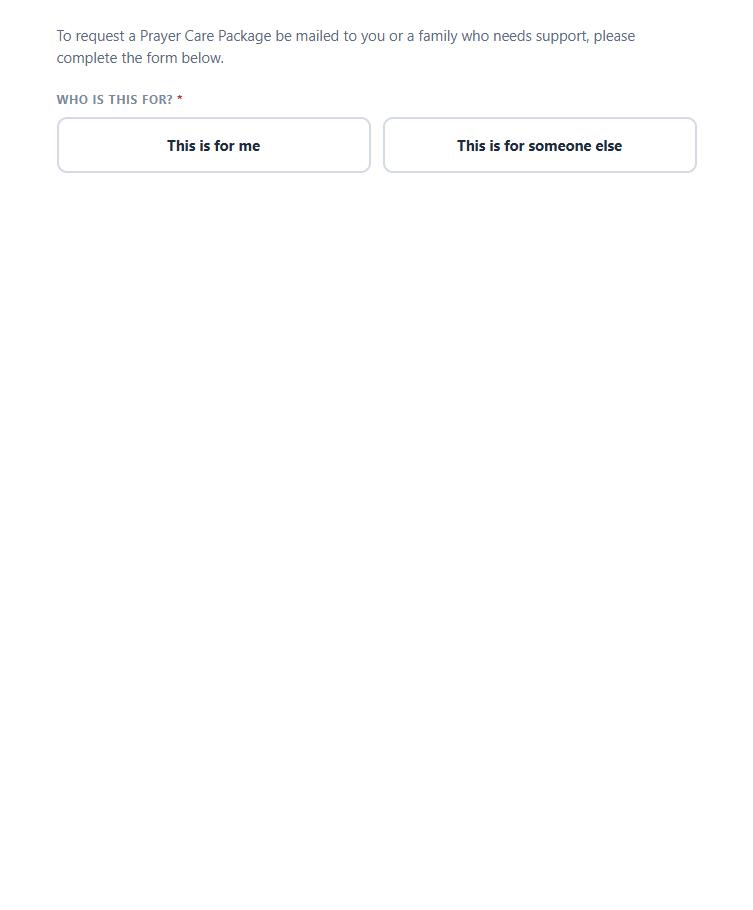 To request a Prayer Care Package be mailed to you or a family who needs support, please
complete the form below.
WHO IS THIS FOR? *
This is for me
This is for someone else